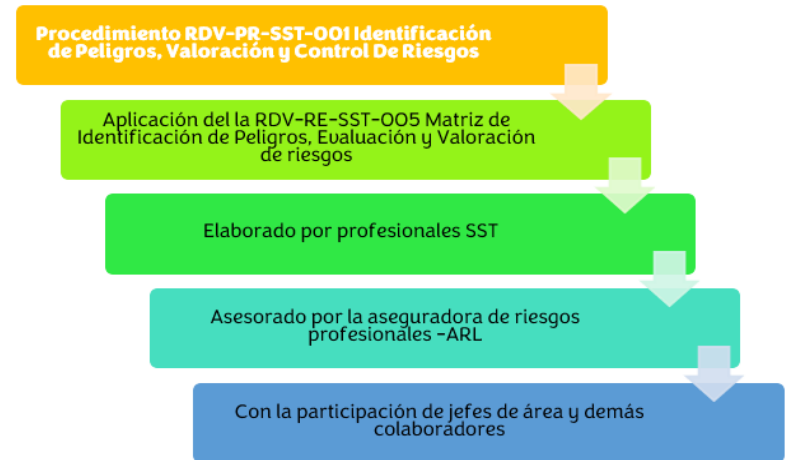 Procedimiento RDV-PR-SST-001 Identificación
de Peligros, Valoración y Control De Riesgos
Aplicación del la RDV-RE-SST-005 Matriz de
Identificación de Peligros, Evaluación y Valoración
de riesgos
Elaborado por profesionales SST
Asesorado por la aseguradora de riesgos
profesionales -ARL
Con la participación de jefes de área y demás
colaboradores